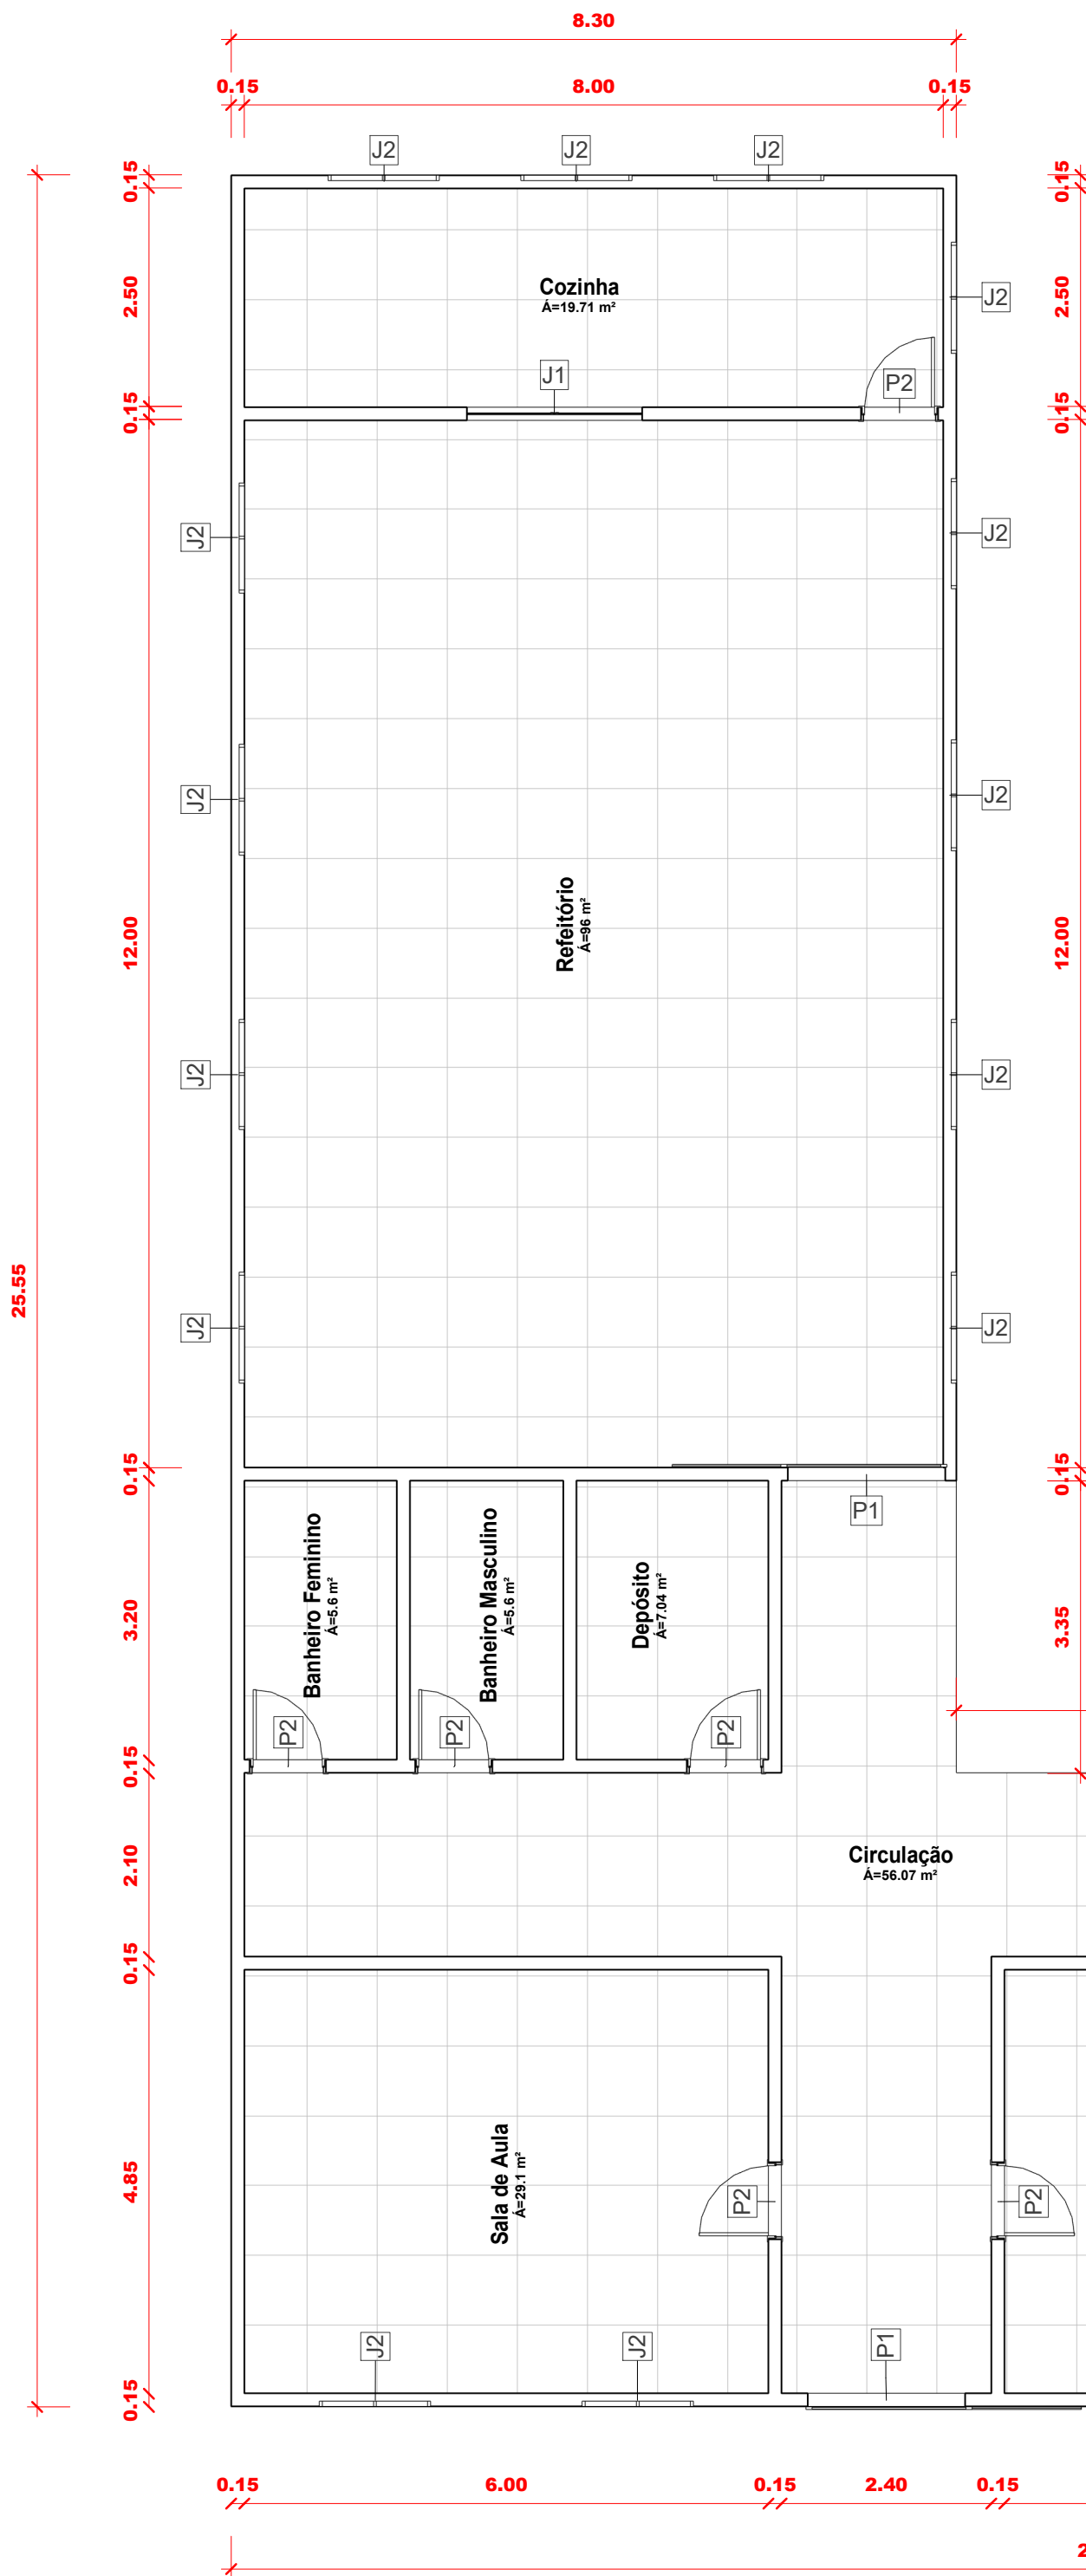 8.30
0.15
8.00
0.15
J2
J2
J2
0.15
0.15
2.50
Cozinha
Á=19.71 m²
J2
2.50
J1
P2
0.15
0.15
J2
J2
J2
J2
12.00
Refeitório
Á=96 m²
12.00
J2
J2
25.55
J2
J2
0.15
0.15
P1
Banheiro Feminino
Á=5.6 m²
Banheiro Masculino
Á=5.6 m²
Depósito
Á=7.04 m²
3.20
3.35
P2
P2
P2
0.15
0.15
2.10
Circulação
Á=56.07 m²
0.15
Sala de Aula
Á=29.1 m²
4.85
P2
P2
J2
J2
P1
0.15
0.15
6.00
0.15
2.40
0.15
2